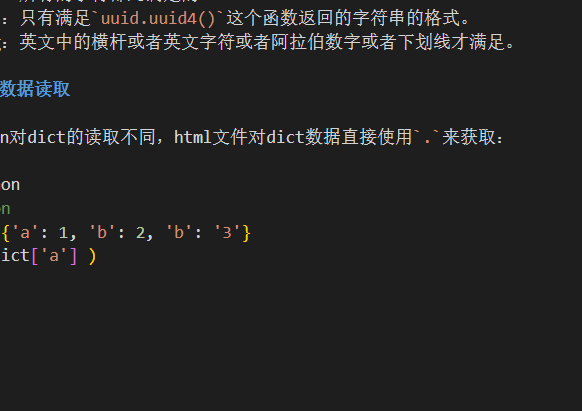 ：只有满足`uuid.uuid4()`这个函数返回的字符串的格式。
：英文中的横杆或者英文字符或者阿拉伯数字或者下划线才满足。
数据读取
n对dict的读取不同，html文件对dict数据直接使用`.`来获取：
on
n
{'a': 1, 'b': 2, 'b': '3'}
ict['a'] )